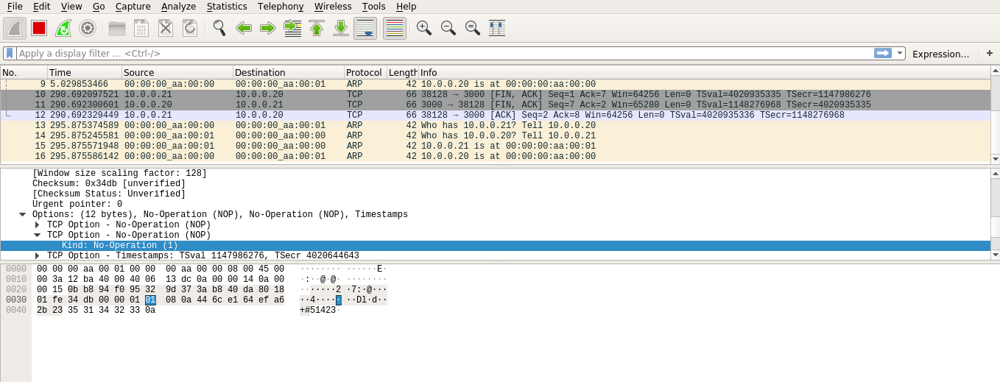 File Edit View Go Capture Analyze Statistics Telephony Wireless Tools Help
Apply a display filter ... <Ctrl-/> Expression... +
No. Time Source Destination Protocol Length Info
9 5.029853466 00:00:00_aa:00:00 00:00:00_aa:00:01 ARP 42 10.0.0.20 is at 00:00:00:aa:00:00
10 290.692097521 10.0.0.21 10.0.0.20 TCP 66 38128 → 3000 [FIN, ACK] Seq=1 Ack=7 Win=64256 Len=0 TSval=4020935335 TSecr=1147986276
11 290.692300601 10.0.0.20 10.0.0.21 TCP 66 3000 → 38128 [FIN, ACK] Seq=7 Ack=2 Win=65280 Len=0 TSval=1148276968 TSecr=4020935335
12 290.692329449 10.0.0.21 10.0.0.20 TCP 66 38128 → 3000 [ACK] Seq=2 Ack=8 Win=64256 Len=0 TSval=4020935336 TSecr=1148276968
13 295.875374589 00:00:00_aa:00:00 00:00:00_aa:00:01 ARP 42 Who has 10.0.0.21? Tell 10.0.0.20
14 295.875245581 00:00:00_aa:00:01 00:00:00_aa:00:00 ARP 42 Who has 10.0.0.20? Tell 10.0.0.21
15 295.875571948 00:00:00_aa:00:01 00:00:00_aa:00:00 ARP 42 10.0.0.21 is at 00:00:00:aa:00:01
16 295.875586142 00:00:00_aa:00:00 00:00:00_aa:00:01 ARP 42 10.0.0.20 is at 00:00:00:aa:00:00
[Window size scaling factor: 128]
Checksum: 0x34db [unverified]
[Checksum Status: Unverified]
Urgent pointer: 0
Options: (12 bytes), No-Operation (NOP), No-Operation (NOP), Timestamps
TCP Option - No-Operation (NOP)
TCP Option - No-Operation (NOP)
Kind: No-Operation (1)
TCP Option - Timestamps: TSval 1147986276, TSecr 4020644643
0000 00 00 00 aa 00 01 00 00 00 aa 00 00 08 00 45 00 ········ ······E·
0010 00 3a 12 ba 40 00 40 06 13 dc 0a 00 00 14 0a 00 ·:··@·@· ········
0020 00 15 0b b8 94 f0 95 32 9d 37 3a b8 40 da 80 18 ·······2 ·7:·@···
0030 01 fe 34 db 00 00 01 01 08 0a 44 6c e1 64 ef a6 ··4····· ··Dl·d··
0040 2b 23 35 31 34 32 33 0a +#51423·